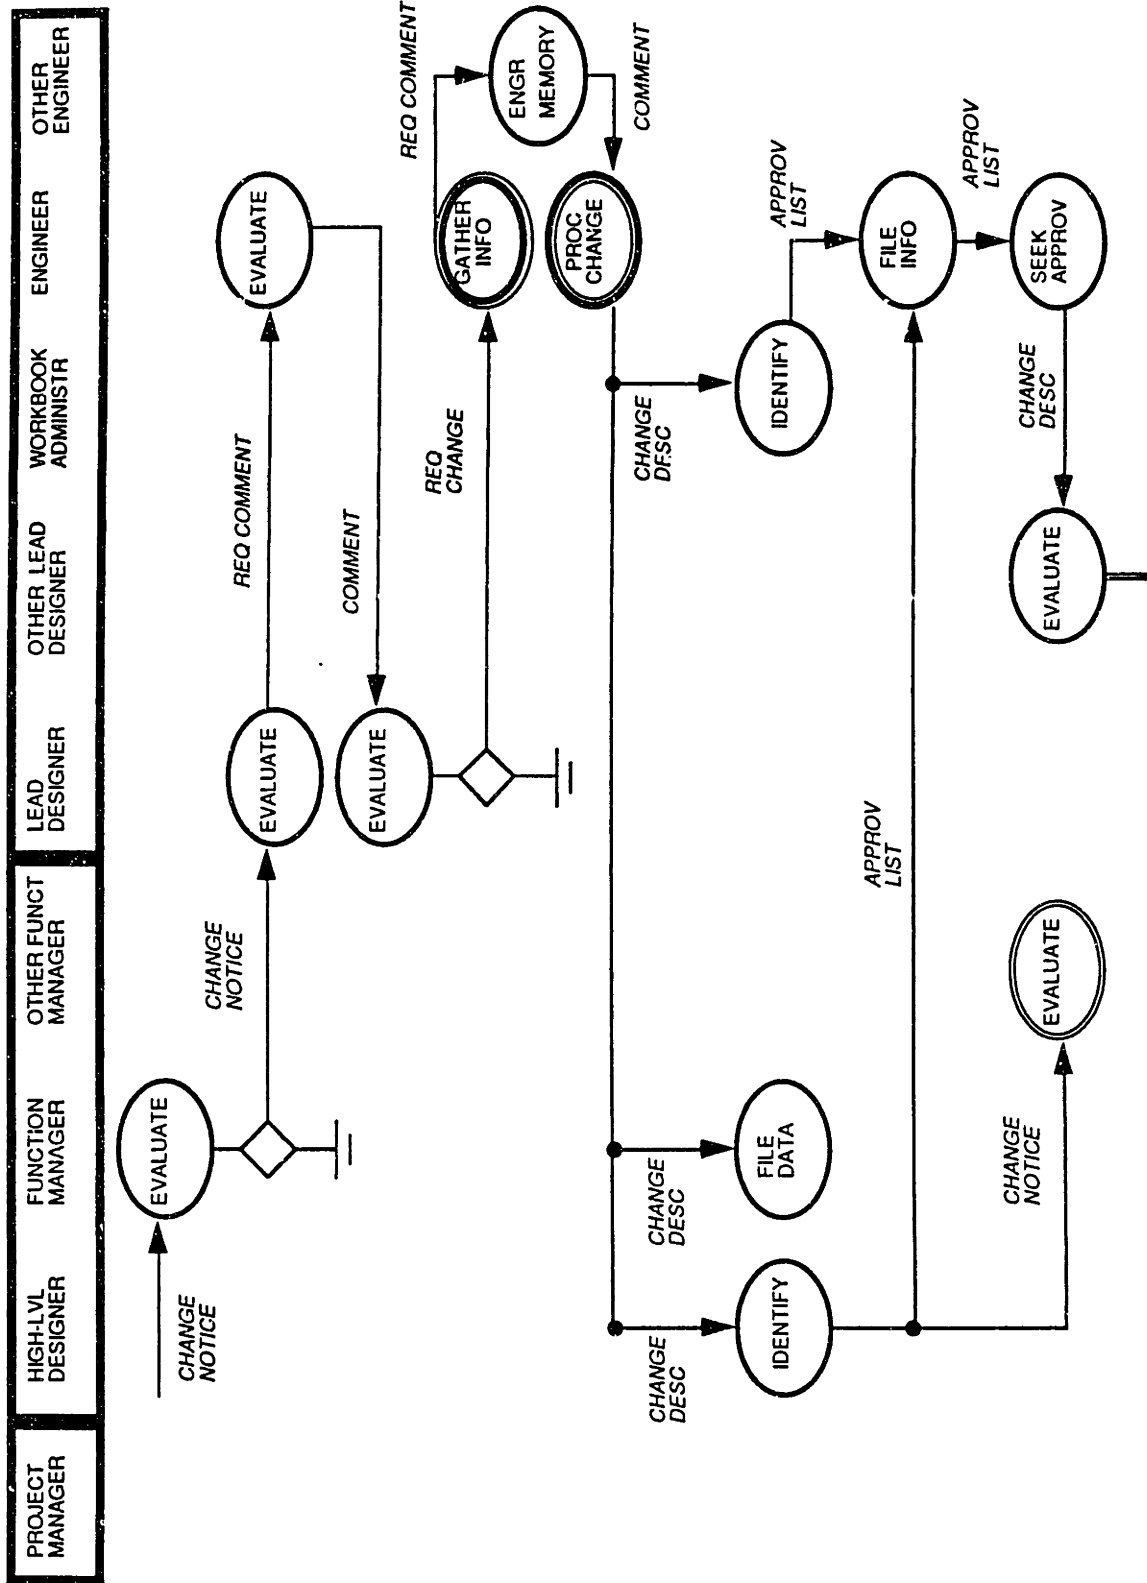 PROJECT
MANAGER
HIGH-LVL
DESIGNER
FUNCTION
MANAGER
OTHER FUNCT
MANAGER
LEAD
DESIGNER
OTHER LEAD
DESIGNER
WORKBOOK
ADMINISTR
ENGINEER
OTHER
ENGINEER
CHANGE
NOTICE
EVALUATE
CHANGE
NOTICE
EVALUATE
REQ COMMENT
EVALUATE
COMMENT
EVALUATE
REQ
CHANGE
GATHER
INFO
REQ COMMENT
ENGR
MEMORY
COMMENT
PROC
CHANGE
CHANGE
DESC
CHANGE
DESC
CHANGE
DESC
IDENTIFY
FILE
DATA
IDENTIFY
APPROV
LIST
APPROV
LIST
FILE
INFO
APPROV
LIST
CHANGE
NOTICE
EVALUATE
EVALUATE
CHANGE
DESC
SEEK
APPROV